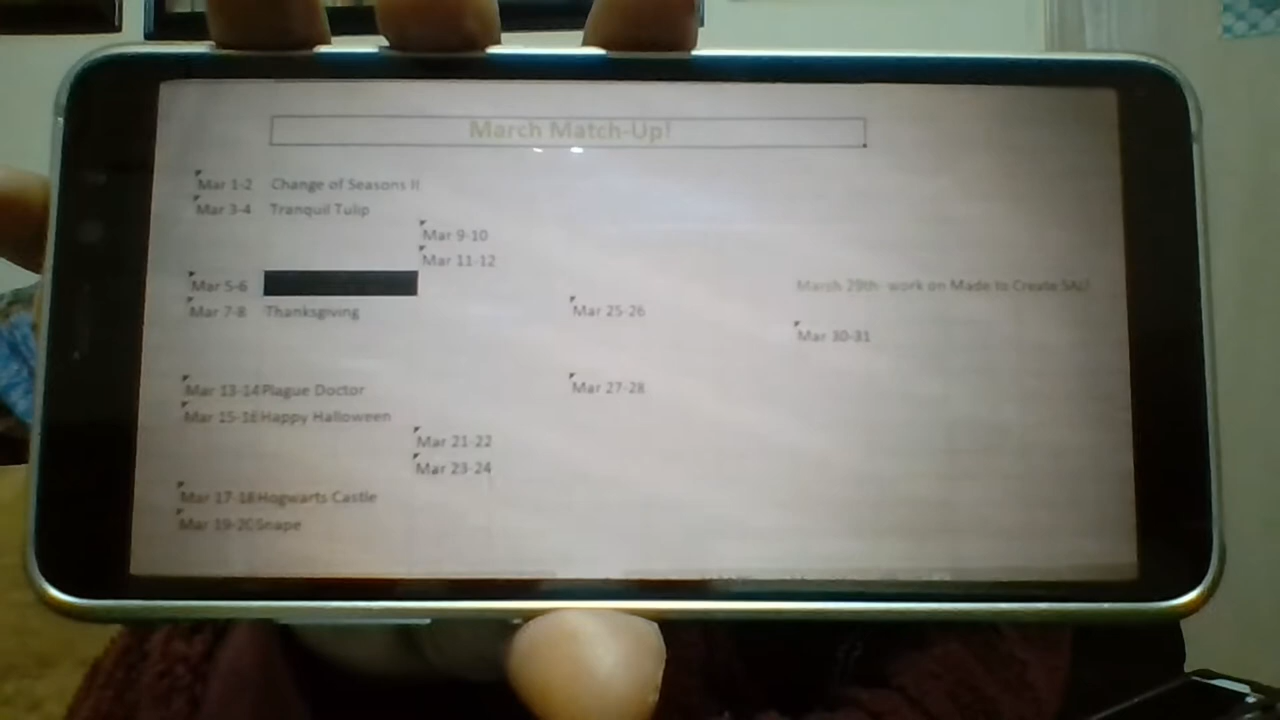 March Match-Up!
Mar 1-2 Change of Seasons II
Mar 3-4 Tranquil Tulip
Mar 9-10
Mar 11-12
Mar 5-6
March 29th- work on Made to Create SAL!
Mar 7-8 Thanksgiving
Mar 25-26
Mar 30-31
Mar 13-14 Plague Doctor
Mar 27-28
Mar 15-16 Happy Halloween
Mar 21-22
Mar 23-24
Mar 17-18 Hogwarts Castle
Mar 19-20 Snape